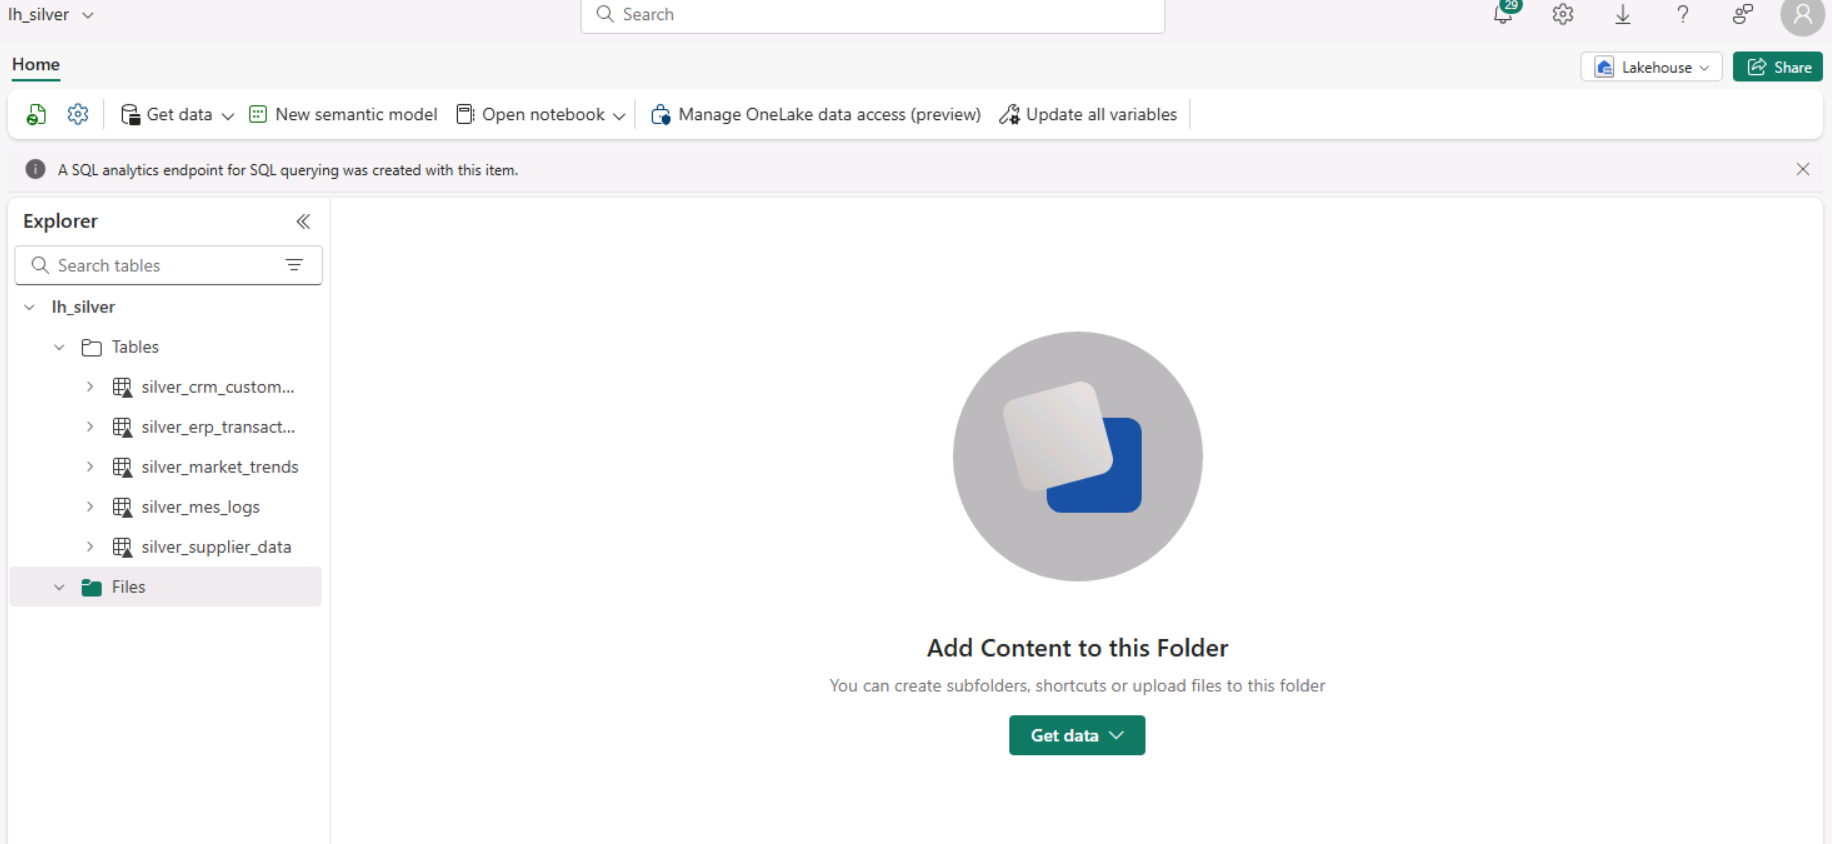 lh_silver
Search
29
Home
Lakehouse
Share
Get data
New semantic model
Open notebook
Manage OneLake data access (preview)
Update all variables
A SQL analytics endpoint for SQL querying was created with this item.
Explorer
Search tables
lh_silver
Tables
silver_crm_custom...
silver_erp_transact...
silver_market_trends
silver_mes_logs
silver_supplier_data
Files
Add Content to this Folder
You can create subfolders, shortcuts or upload files to this folder
Get data